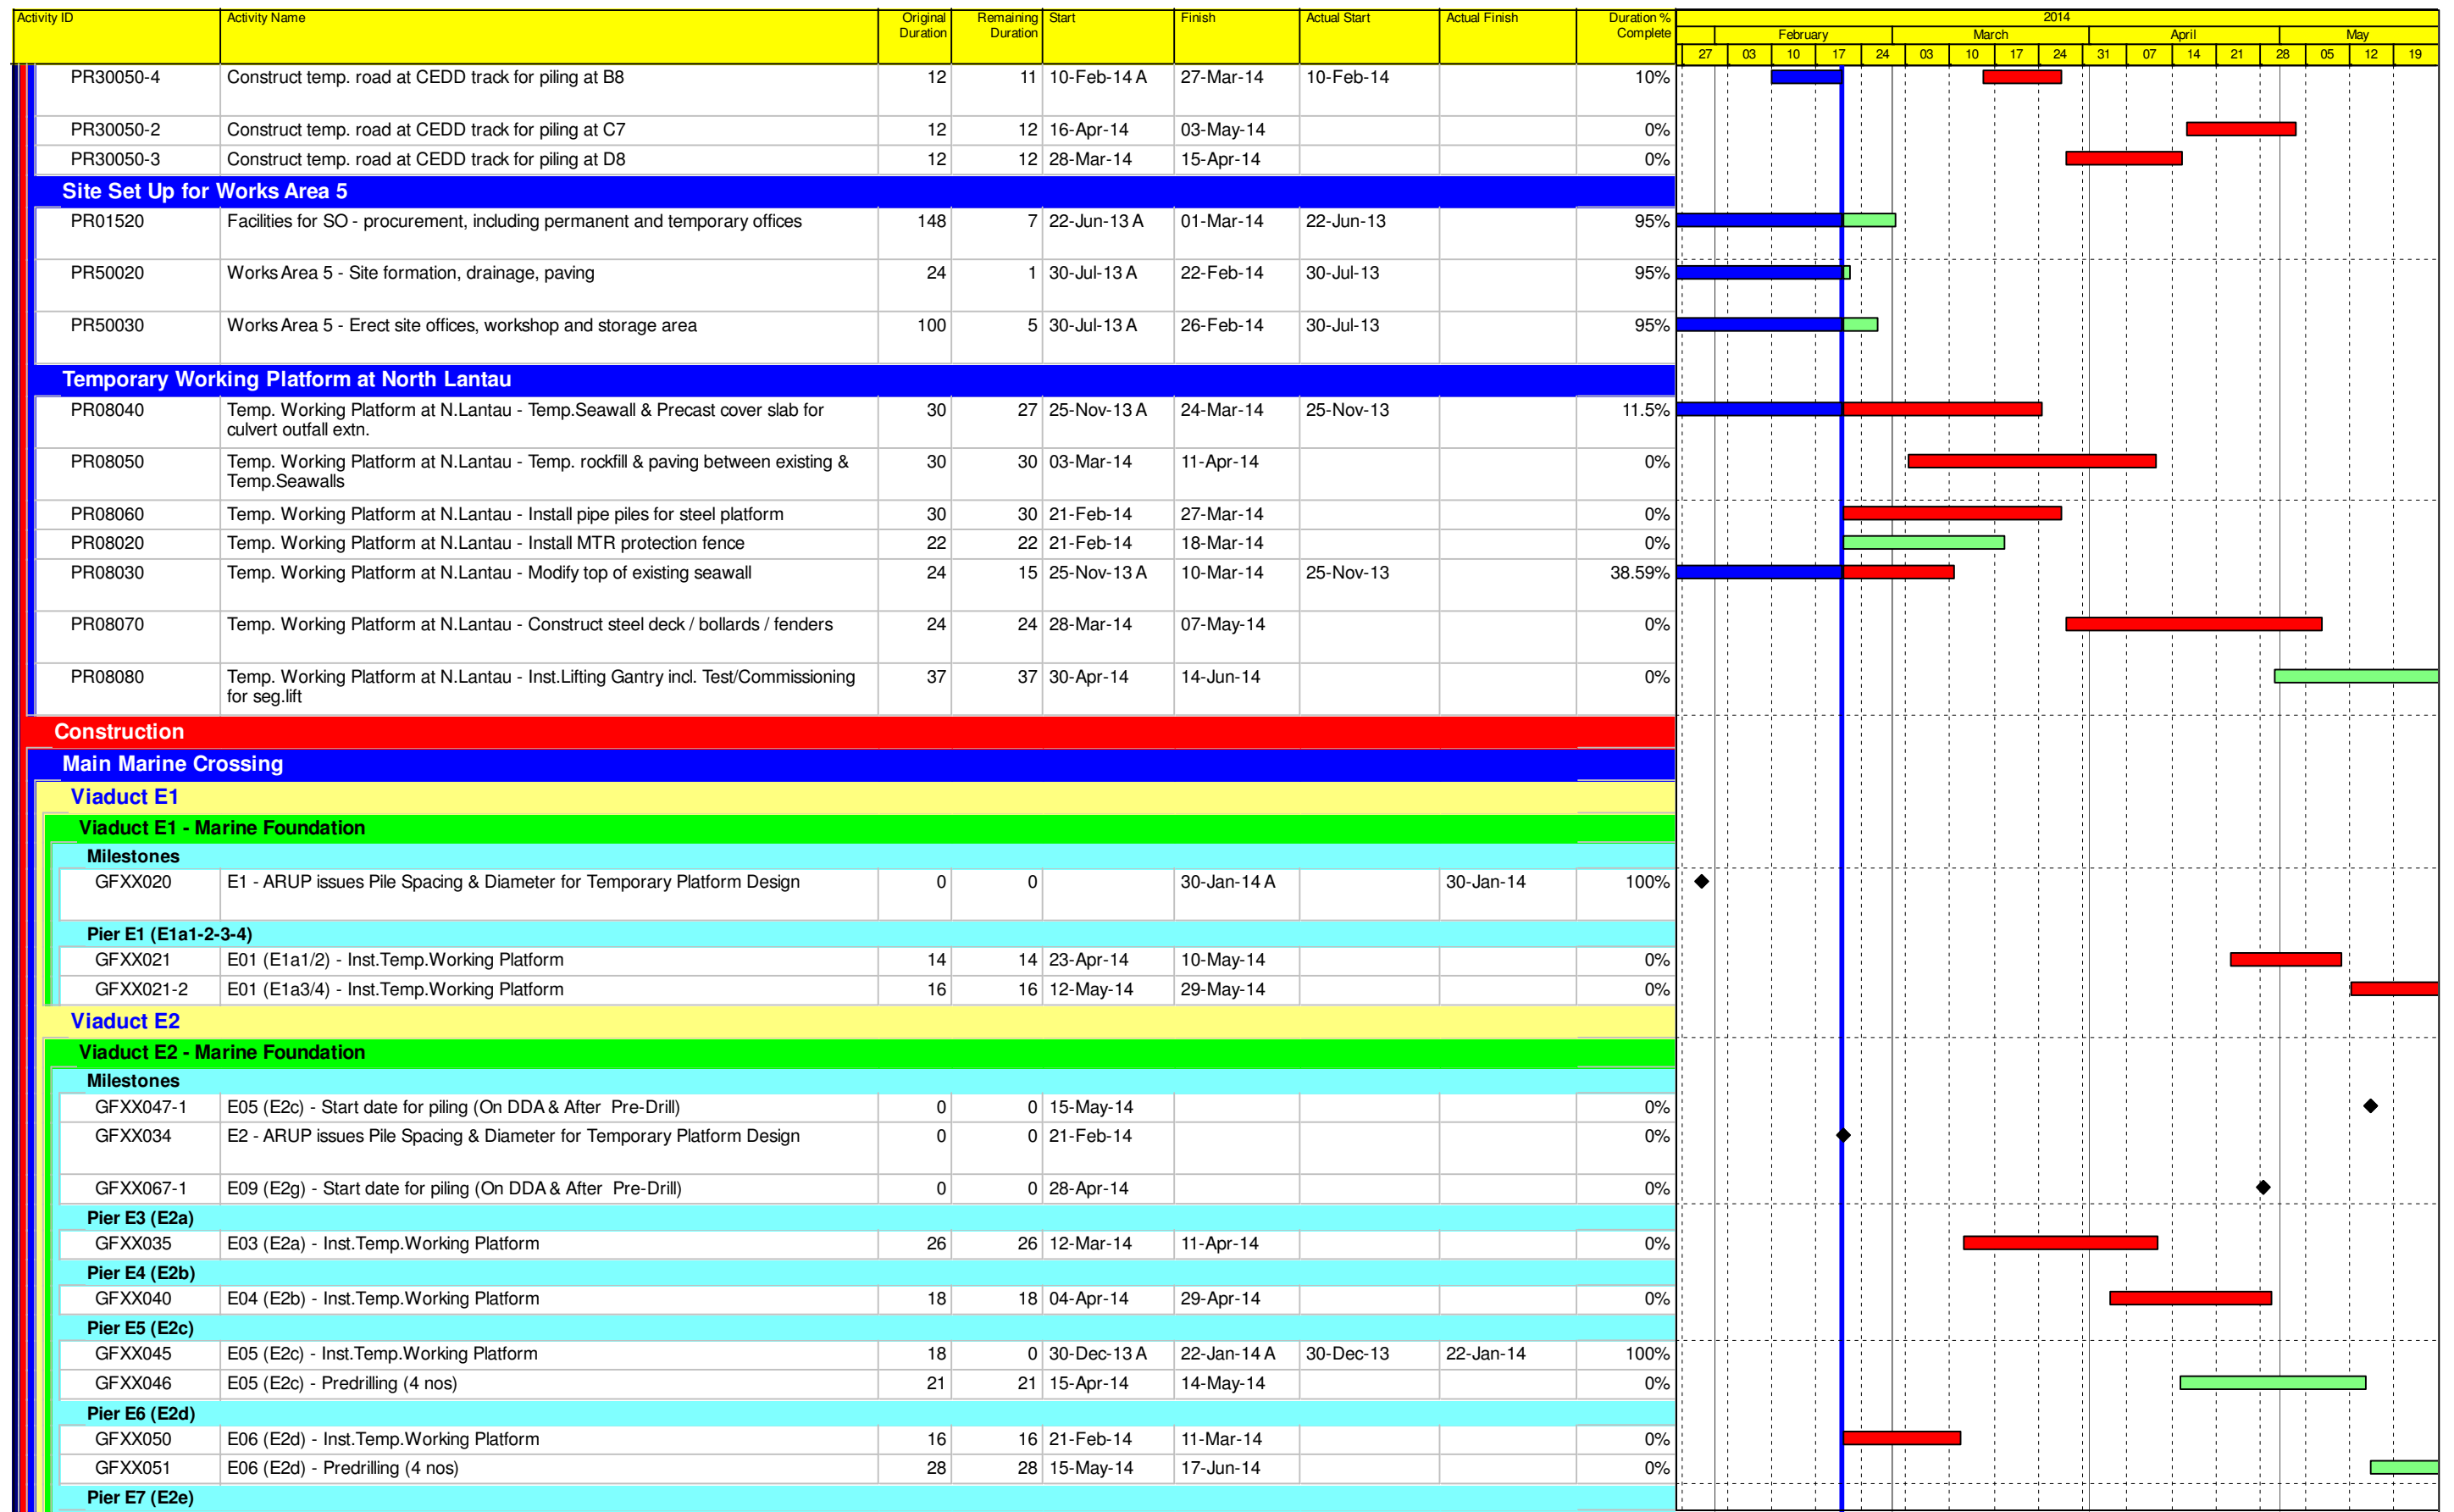 Activity ID Activity Name Original Duration Remaining Duration Start Finish Actual Start Actual Finish Duration % Complete 2014
February March April May
27 03 10 17 24 03 10 17 24 31 07 14 21 28 05 12 19
PR30050-4 Construct temp. road at CEDD track for piling at B8 12 11 10-Feb-14 A 27-Mar-14 10-Feb-14 10%
PR30050-2 Construct temp. road at CEDD track for piling at C7 12 12 16-Apr-14 03-May-14 0%
PR30050-3 Construct temp. road at CEDD track for piling at D8 12 12 28-Mar-14 15-Apr-14 0%
Site Set Up for Works Area 5
PR01520 Facilities for SO - procurement, including permanent and temporary offices 148 7 22-Jun-13 A 01-Mar-14 22-Jun-13 95%
PR50020 Works Area 5 - Site formation, drainage, paving 24 1 30-Jul-13 A 22-Feb-14 30-Jul-13 95%
PR50030 Works Area 5 - Erect site offices, workshop and storage area 100 5 30-Jul-13 A 26-Feb-14 30-Jul-13 95%
Temporary Working Platform at North Lantau
PR08040 Temp. Working Platform at N.Lantau - Temp.Seawall & Precast cover slab for 30 27 25-Nov-13 A 24-Mar-14 25-Nov-13 11.5%
culvert outfall extn.
PR08050 Temp. Working Platform at N.Lantau - Temp. rockfill & paving between existing & 30 30 03-Mar-14 11-Apr-14 0%
Temp.Seawalls
PR08060 Temp. Working Platform at N.Lantau - Install pipe piles for steel platform 30 30 21-Feb-14 27-Mar-14 0%
PR08020 Temp. Working Platform at N.Lantau - Install MTR protection fence 22 22 21-Feb-14 18-Mar-14 0%
PR08030 Temp. Working Platform at N.Lantau - Modify top of existing seawall 24 15 25-Nov-13 A 10-Mar-14 25-Nov-13 38.59%
PR08070 Temp. Working Platform at N.Lantau - Construct steel deck / bollards / fenders 24 24 28-Mar-14 07-May-14 0%
PR08080 Temp. Working Platform at N.Lantau - Inst.Lifting Gantry incl. Test/Commissioning 37 37 30-Apr-14 14-Jun-14 0%
for seg.lift
Construction
Main Marine Crossing
Viaduct E1
Viaduct E1 - Marine Foundation
Milestones
GFXX020 E1 - ARUP issues Pile Spacing & Diameter for Temporary Platform Design 0 0 30-Jan-14 A 30-Jan-14 100%
Pier E1 (E1a1-2-3-4)
GFXX021 E01 (E1a1/2) - Inst.Temp.Working Platform 14 14 23-Apr-14 10-May-14 0%
GFXX021-2 E01 (E1a3/4) - Inst.Temp.Working Platform 16 16 12-May-14 29-May-14 0%
Viaduct E2
Viaduct E2 - Marine Foundation
Milestones
GFXX047-1 E05 (E2c) - Start date for piling (On DDA & After Pre-Drill) 0 0 15-May-14 0%
GFXX034 E2 - ARUP issues Pile Spacing & Diameter for Temporary Platform Design 0 0 21-Feb-14 0%
GFXX067-1 E09 (E2g) - Start date for piling (On DDA & After Pre-Drill) 0 0 28-Apr-14 0%
Pier E3 (E2a)
GFXX035 E03 (E2a) - Inst.Temp.Working Platform 26 26 12-Mar-14 11-Apr-14 0%
Pier E4 (E2b)
GFXX040 E04 (E2b) - Inst.Temp.Working Platform 18 18 04-Apr-14 29-Apr-14 0%
Pier E5 (E2c)
GFXX045 E05 (E2c) - Inst.Temp.Working Platform 18 0 30-Dec-13 A 22-Jan-14 A 30-Dec-13 22-Jan-14 100%
GFXX046 E05 (E2c) - Predrilling (4 nos) 21 21 15-Apr-14 14-May-14 0%
Pier E6 (E2d)
GFXX050 E06 (E2d) - Inst.Temp.Working Platform 16 16 21-Feb-14 11-Mar-14 0%
GFXX051 E06 (E2d) - Predrilling (4 nos) 28 28 15-May-14 17-Jun-14 0%
Pier E7 (E2e)